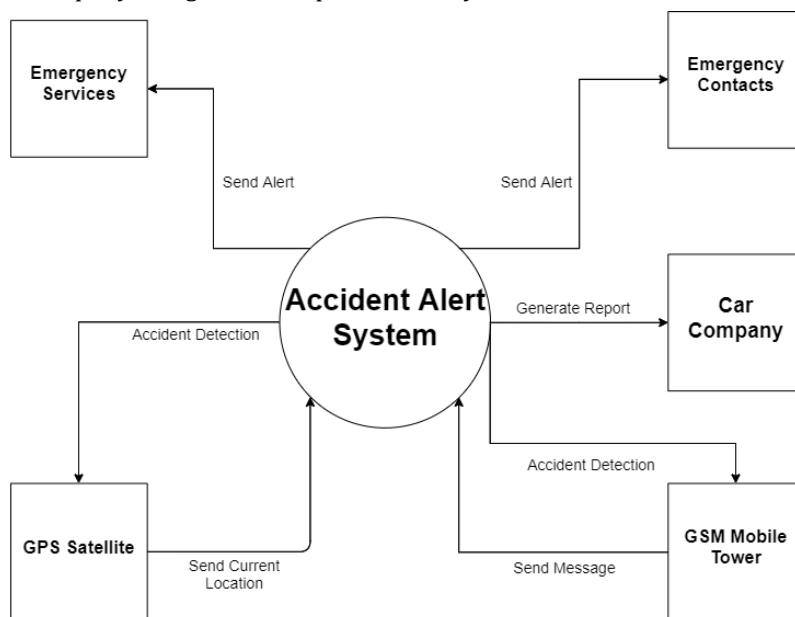 Emergency
Services
Emergency
Contacts
Send Alert
Send Alert
Accident Alert
System
Generate Report
Car
Company
Accident Detection
Accident Detection
GPS Satellite
GSM Mobile
Tower
Send Current
Location
Send Message